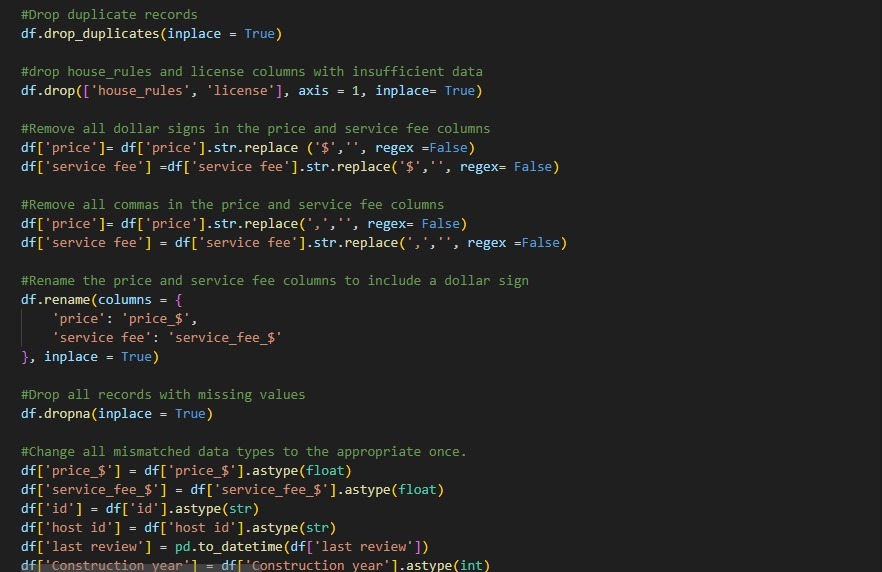 #Drop duplicate records
df.drop_duplicates(inplace = True)
#drop house_rules and license columns with insufficient data
df.drop(['house_rules', 'license'], axis = 1, inplace= True)
#Remove all dollar signs in the price and service fee columns
df['price']= df['price'].str.replace ('$','', regex =False)
df['service fee'] =df['service fee'].str.replace('$','', regex= False)
#Remove all commas in the price and service fee columns
df['price']= df['price'].str.replace(',','', regex= False)
df['service fee'] = df['service fee'].str.replace(',','', regex =False)
#Rename the price and service fee columns to include a dollar sign
df.rename(columns = {
    'price': 'price_$',
    'service fee': 'service_fee_$'
}, inplace = True)
#Drop all records with missing values
df.dropna(inplace = True)
#Change all mismatched data types to the appropriate once.
df['price_$'] = df['price_$'].astype(float)
df['service_fee_$'] = df['service_fee_$'].astype(float)
df['id'] = df['id'].astype(str)
df['host id'] = df['host id'].astype(str)
df['last review'] = pd.to_datetime(df['last review'])
df['Construction year'] = df['Construction year'].astype(int)